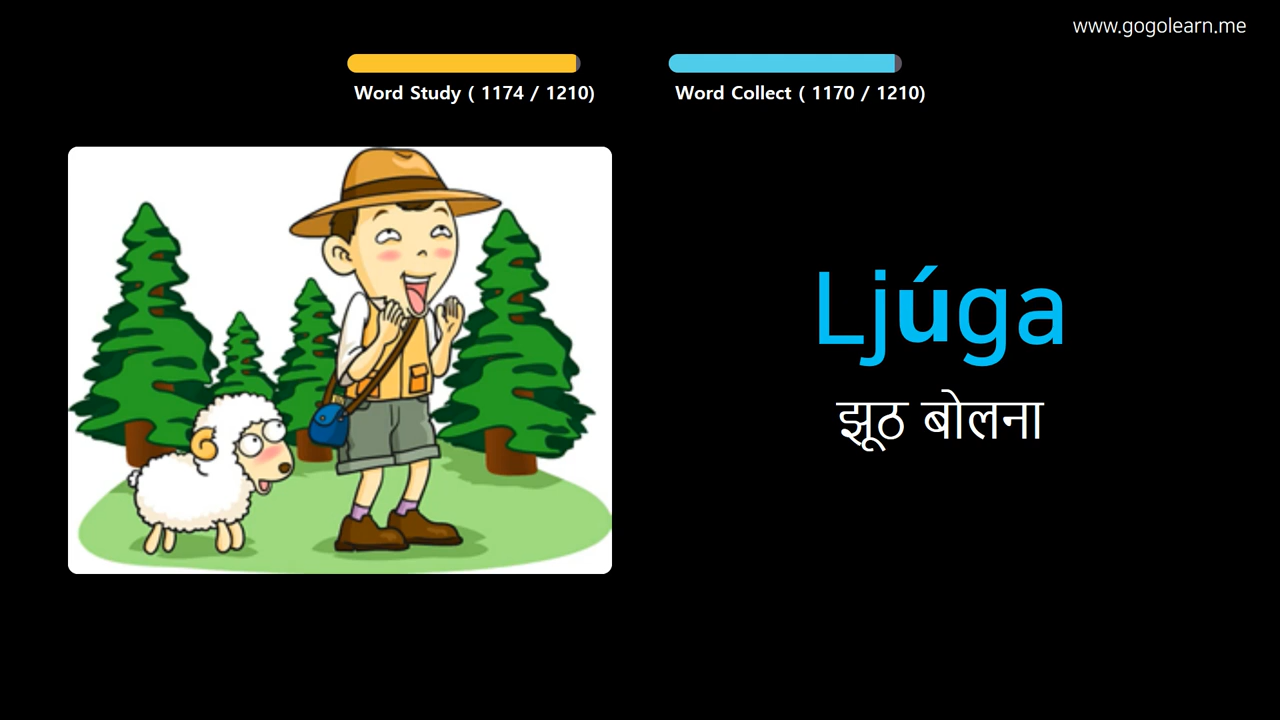 www.gogolearn.me
Word Study ( 1174 / 1210)
Word Collect ( 1170 / 1210)
Ljúga
झूठ बोलना